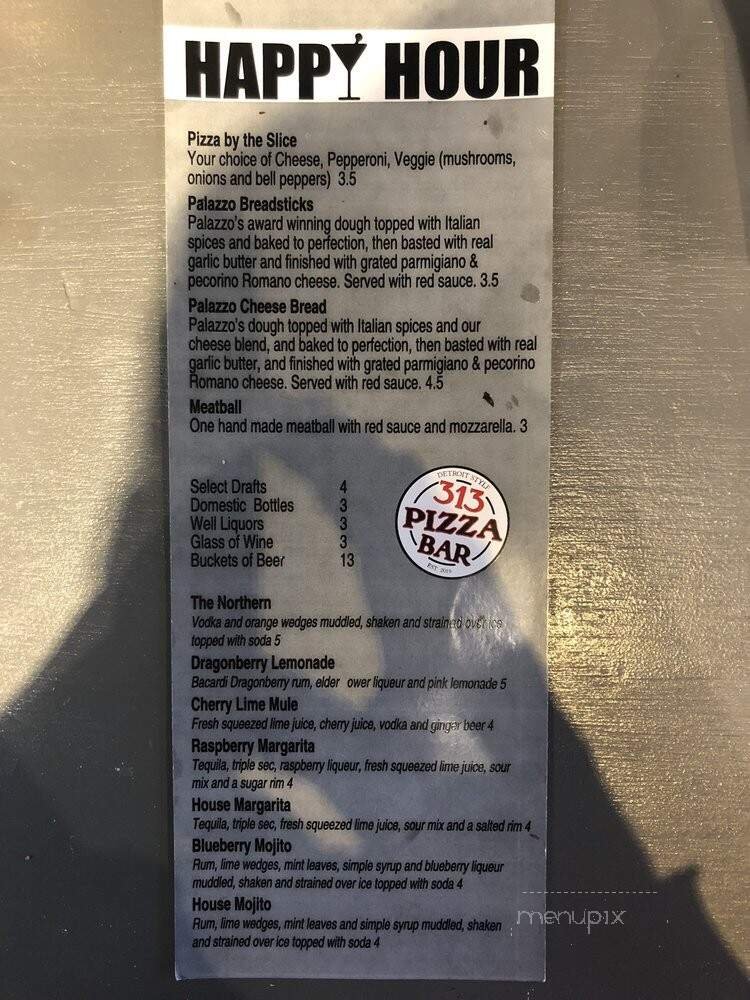 HAPPY HOUR
Pizza by the Slice
Your choice of Cheese, Pepperoni, Veggie (mushrooms,
onions and bell peppers) 3.5
Palazzo Breadsticks
Palazzo's award winning dough topped with Italian
spices and baked to perfection, then basted with real
garlic butter and finished with grated parmigiano &
pecorino Romano cheese. Served with red sauce. 3.5
Palazzo Cheese Bread
Palazzo's dough topped with Italian spices and our
cheese blend, and baked to perfection, then basted with real
garlic butter, and finished with grated parmigiano & pecorino
Romano cheese. Served with red sauce. 4.5
Meatball
One hand made meatball with red sauce and mozzarella. 3
Select Drafts 4
Domestic Bottles 3
Well Liquors 3
Glass of Wine 3
Buckets of Beer 13
DETROIT STYLE
313
PIZZA
BAR
EST. 2019
The Northern
Vodka and orange wedges muddled, shaken and strained over ice
topped with soda 5
Dragonberry Lemonade
Bacardi Dragonberry rum, elder ower liqueur and pink lemonade 5
Cherry Lime Mule
Fresh squeezed lime juice, cherry juice, vodka and ginger beer 4
Raspberry Margarita
Tequila, triple sec, raspberry liqueur, fresh squeezed lime juice, sour
mix and a sugar rim 4
House Margarita
Tequila, triple sec, fresh squeezed lime juice, sour mix and a salted rim 4
Blueberry Mojito
Rum, lime wedges, mint leaves, simple syrup and blueberry liqueur
muddled, shaken and strained over ice topped with soda 4
House Mojito
Rum, lime wedges, mint leaves and simple syrup muddled, shaken
and strained over ice topped with soda 4
menupix